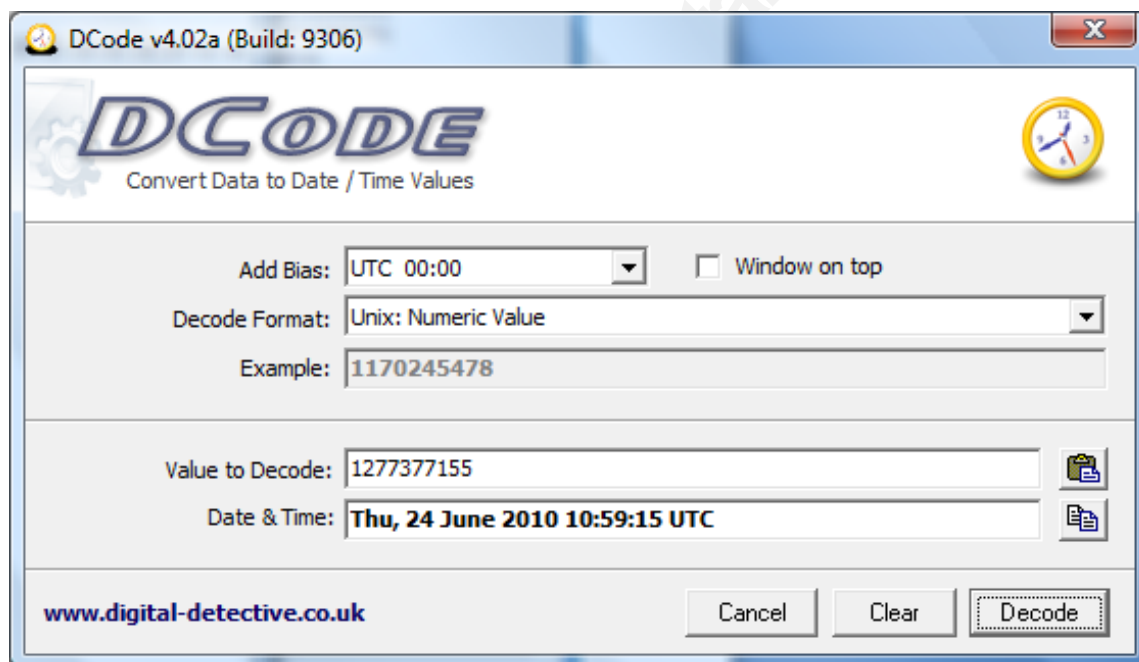 DCode v4.02a (Build: 9306)
DCODE
Convert Data to Date / Time Values
Add Bias: UTC 00:00 Window on top
Decode Format: Unix: Numeric Value
Example: 1170245478
Value to Decode: 1277377155
Date & Time: Thu, 24 June 2010 10:59:15 UTC
www.digital-detective.co.uk Cancel Clear Decode